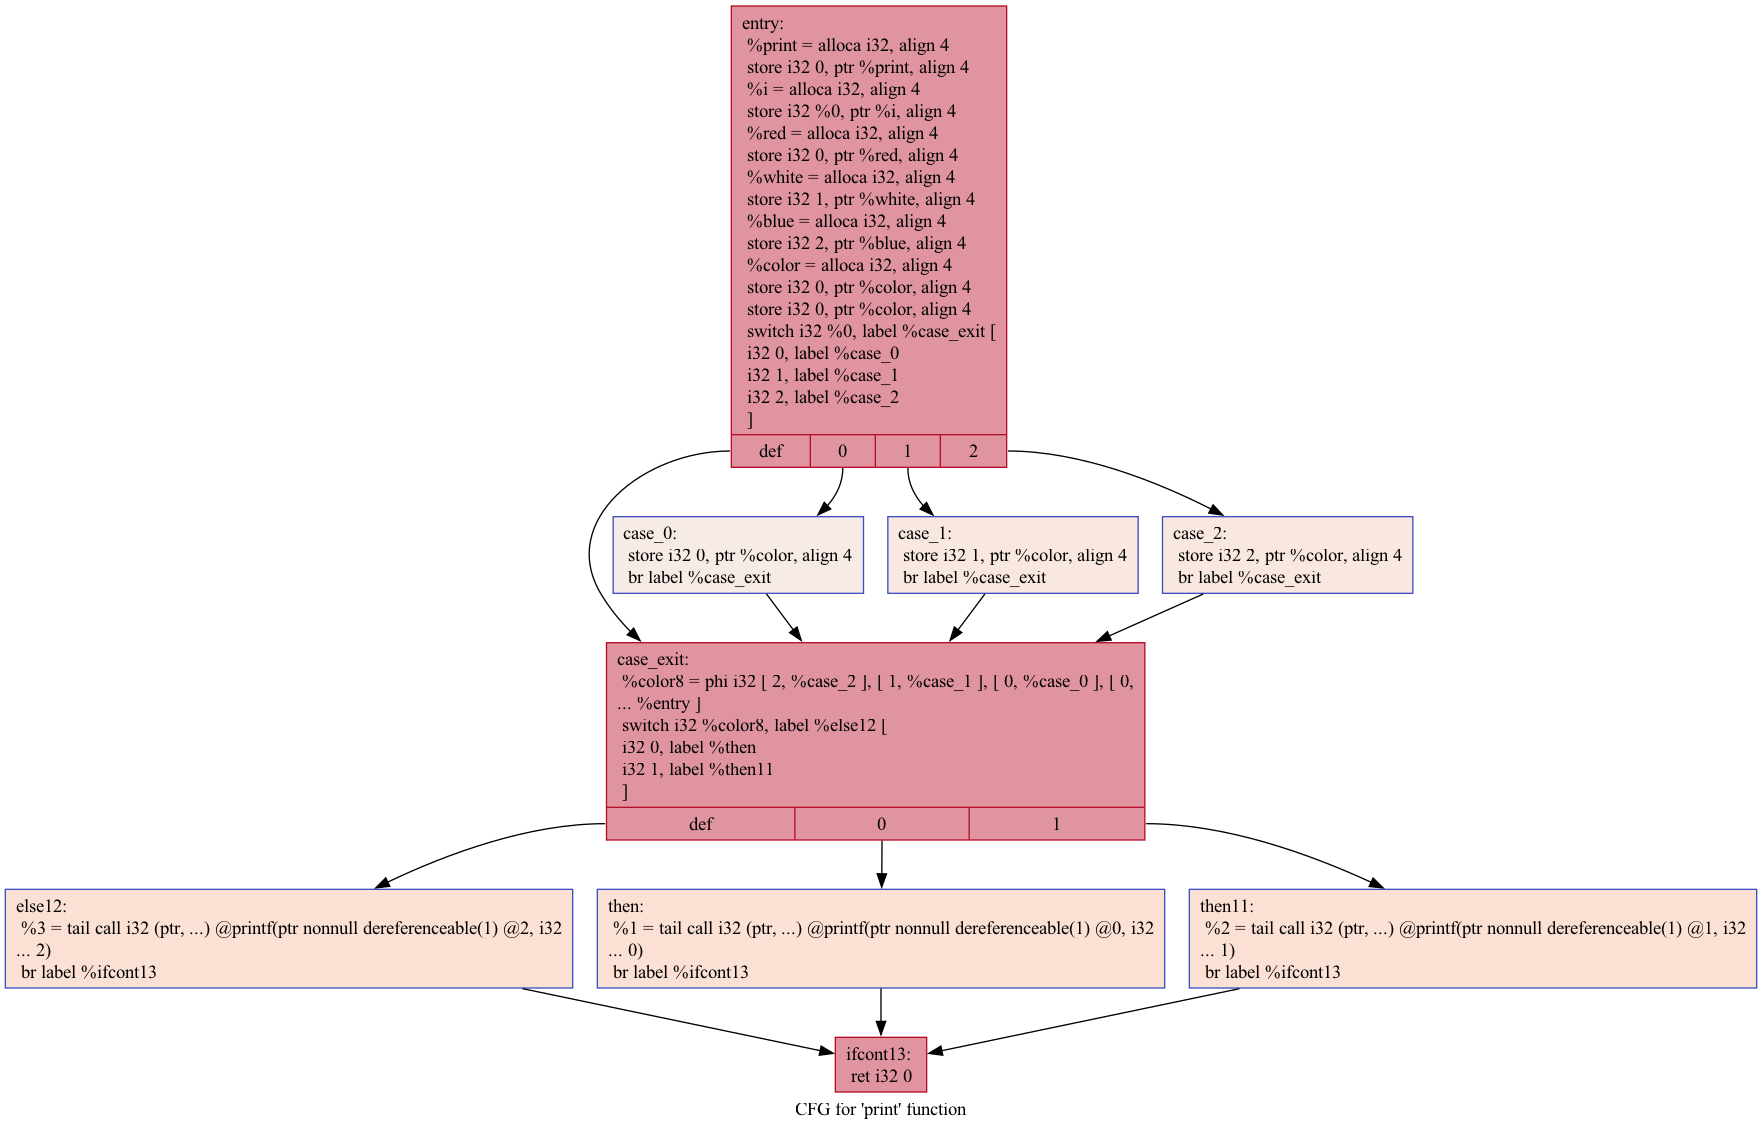 entry:
%print = alloca i32, align 4
store i32 0, ptr %print, align 4
%i = alloca i32, align 4
store i32 %0, ptr %i, align 4
%red = alloca i32, align 4
store i32 0, ptr %red, align 4
%white = alloca i32, align 4
store i32 1, ptr %white, align 4
%blue = alloca i32, align 4
store i32 2, ptr %blue, align 4
%color = alloca i32, align 4
store i32 0, ptr %color, align 4
store i32 0, ptr %color, align 4
switch i32 %0, label %case_exit [
i32 0, label %case_0
i32 1, label %case_1
i32 2, label %case_2
]
def 0 1 2
case_0:
store i32 0, ptr %color, align 4
br label %case_exit
case_1:
store i32 1, ptr %color, align 4
br label %case_exit
case_2:
store i32 2, ptr %color, align 4
br label %case_exit
case_exit:
%color8 = phi i32 [ 2, %case_2 ], [ 1, %case_1 ], [ 0, %case_0 ], [ 0,
... %entry ]
switch i32 %color8, label %else12 [
i32 0, label %then
i32 1, label %then11
]
def 0 1
else12:
%3 = tail call i32 (ptr, ...) @printf(ptr nonnull dereferenceable(1) @2, i32
... 2)
br label %ifcont13
then:
%1 = tail call i32 (ptr, ...) @printf(ptr nonnull dereferenceable(1) @0, i32
... 0)
br label %ifcont13
then11:
%2 = tail call i32 (ptr, ...) @printf(ptr nonnull dereferenceable(1) @1, i32
... 1)
br label %ifcont13
ifcont13:
ret i32 0
CFG for 'print' function